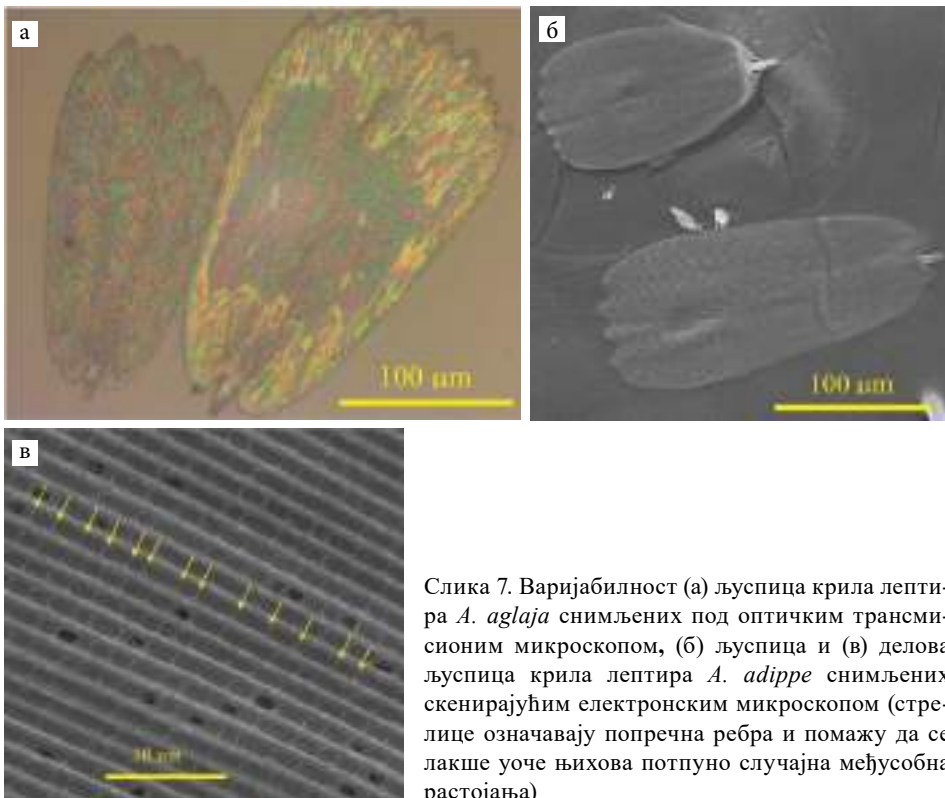 а
100 µm
б
100 µm
в
Слика 7. Варијабилност (а) љуспица крила лепти-
ра A. aglaja снимљених под оптичким трансми-
сионим микроскопом, (б) љуспица и (в) делова
љуспица крила лептира A. adippe снимљених
скенирајућим електронским микроскопом (стре-
лице означавају попречна ребра и помажу да се
лакше уоче њихова потпуно случајна међусобна
растојања)